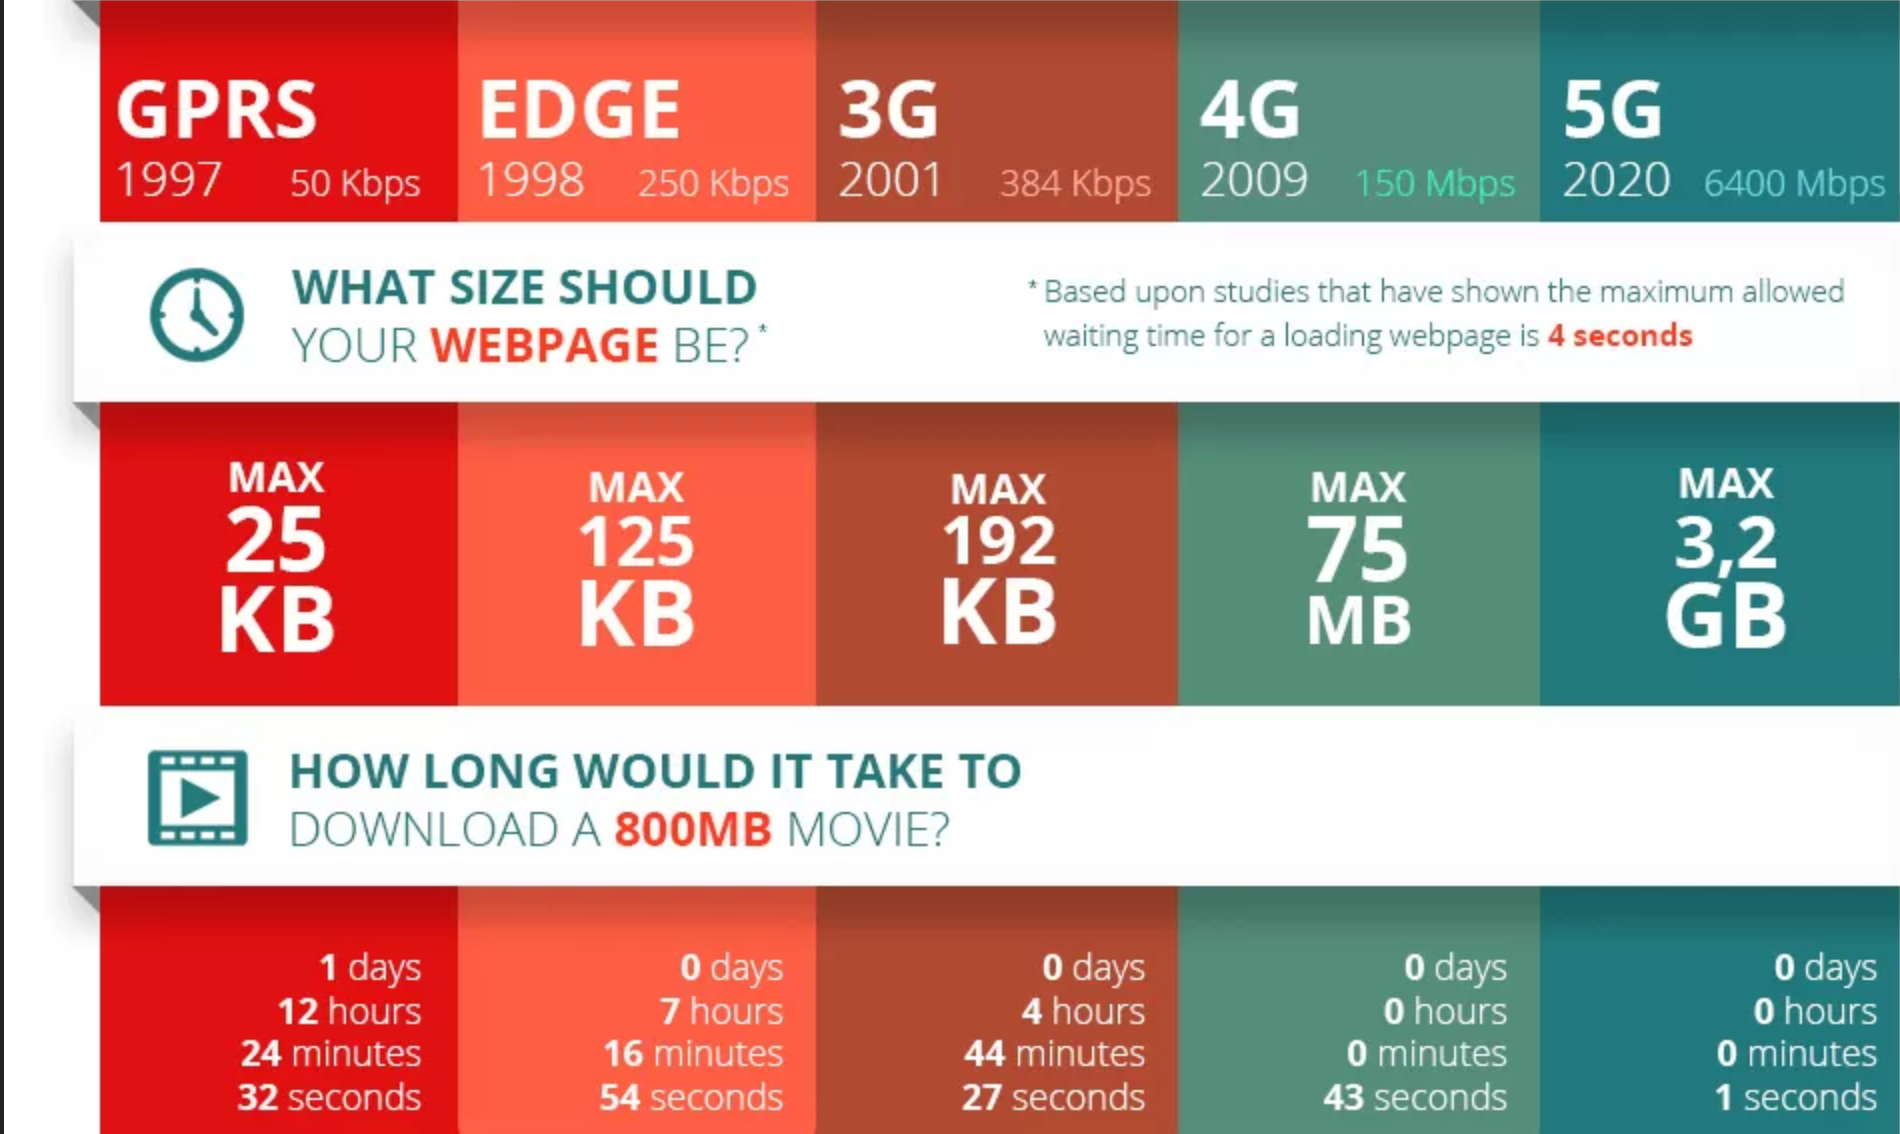 GPRS
1997 50 Kbps
EDGE
1998 250 Kbps
3G
2001 384 Kbps
4G
2009 150 Mbps
5G
2020 6400 Mbps
WHAT SIZE SHOULD
YOUR WEBPAGE BE? *
* Based upon studies that have shown the maximum allowed
waiting time for a loading webpage is 4 seconds
MAX
25
KB
MAX
125
KB
MAX
192
KB
MAX
75
MB
MAX
3,2
GB
HOW LONG WOULD IT TAKE TO
DOWNLOAD A 800MB MOVIE?
1 days
12 hours
24 minutes
32 seconds
0 days
7 hours
16 minutes
54 seconds
0 days
4 hours
44 minutes
27 seconds
0 days
0 hours
0 minutes
43 seconds
0 days
0 hours
0 minutes
1 seconds